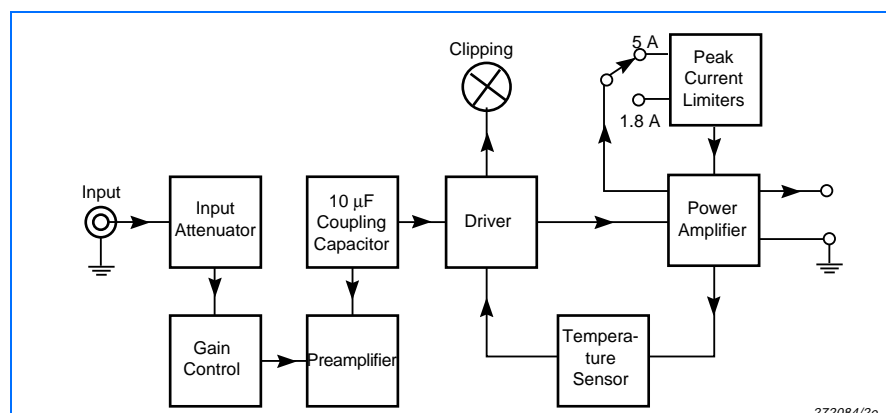 Clipping
5 A
Peak
Current
Limiters
1.8 A
Input
Input
Attenuator
10 µF
Coupling
Capacitor
Driver
Power
Amplifier
Gain
Control
Preamplifier
Tempera-
ture
Sensor